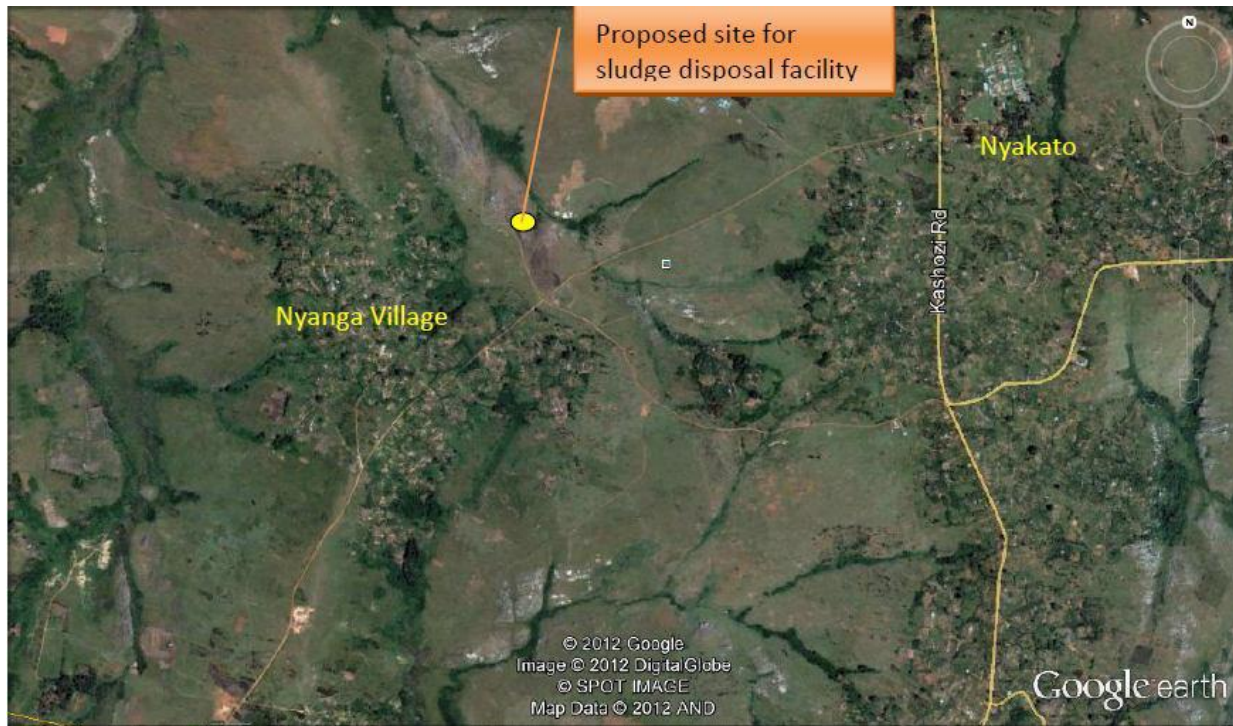 Proposed site for
sludge disposal facility
N
Nyakato
Kashozi Rd
Nyanga Village
© 2012 Google
Image © 2012 DigitalGlobe
© SPOT IMAGE
Map Data © 2012 AND
Google earth